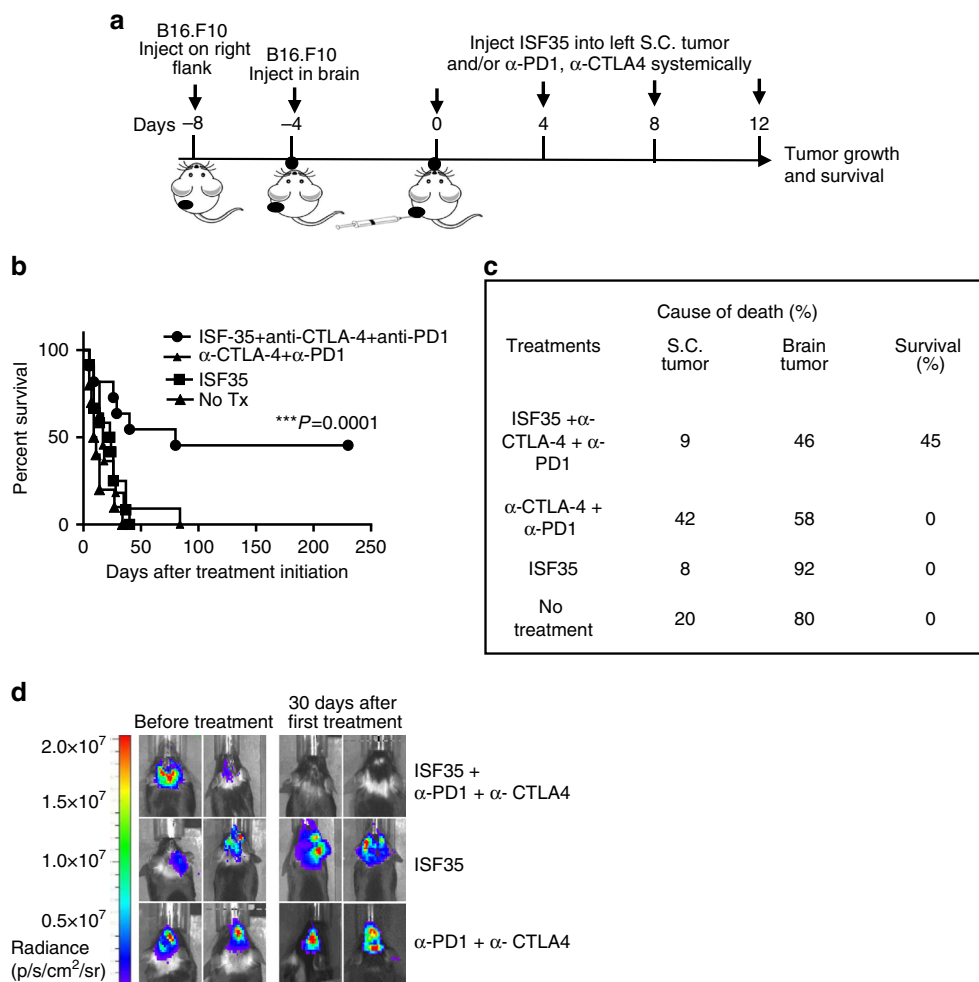 a
B16.F10
Inject on right
flank
B16.F10
Inject in brain
Inject ISF35 into left S.C. tumor
and/or α-PD1, α-CTLA4 systemically
Days –8 –4 0 4 8 12
Tumor growth
and survival
b
ISF-35+anti-CTLA-4+anti-PD1
α-CTLA-4+α-PD1
ISF35
No Tx
***P=0.0001
Percent survival
100
50
0
0 50 100 150 200 250
Days after treatment initiation
c
Cause of death (%)
Treatments S.C. tumor Brain tumor Survival (%)
ISF35 +α-
CTLA-4 + α-
PD1
9 46 45
α-CTLA-4 +
α-PD1
42 58 0
ISF35 8 92 0
No
treatment
20 80 0
d
Before treatment
30 days after
first treatment
2.0×10⁷
1.5×10⁷
1.0×10⁷
0.5×10⁷
Radiance
(p/s/cm²/sr)
ISF35 +
α-PD1 + α- CTLA4
ISF35
α-PD1 + α- CTLA4